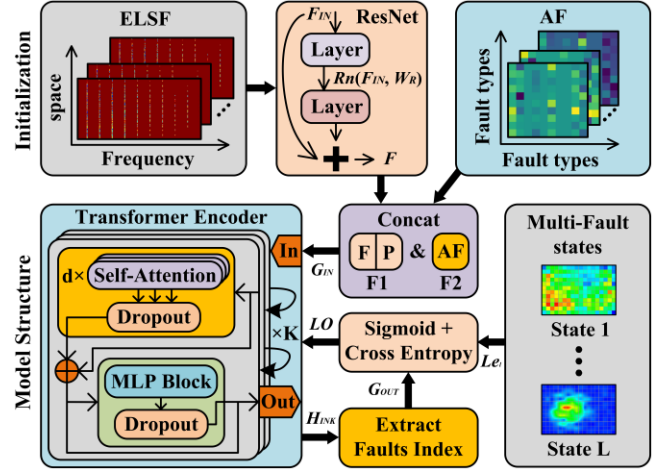 Initialization
ELSF
space
Frequency
F_IN
ResNet
Layer
Rn(F_IN, W_R)
Layer
F
AF
Fault types
Fault types
Model Structure
Transformer Encoder
d×
Self-Attention
Dropout
×K
MLP Block
Dropout
In
Out
G_IN
Concat
F P & AF
F1 F2
LO
Sigmoid +
Cross Entropy
Le_t
G_OUT
H_INK
Extract
Faults Index
Multi-Fault
states
State 1
State L